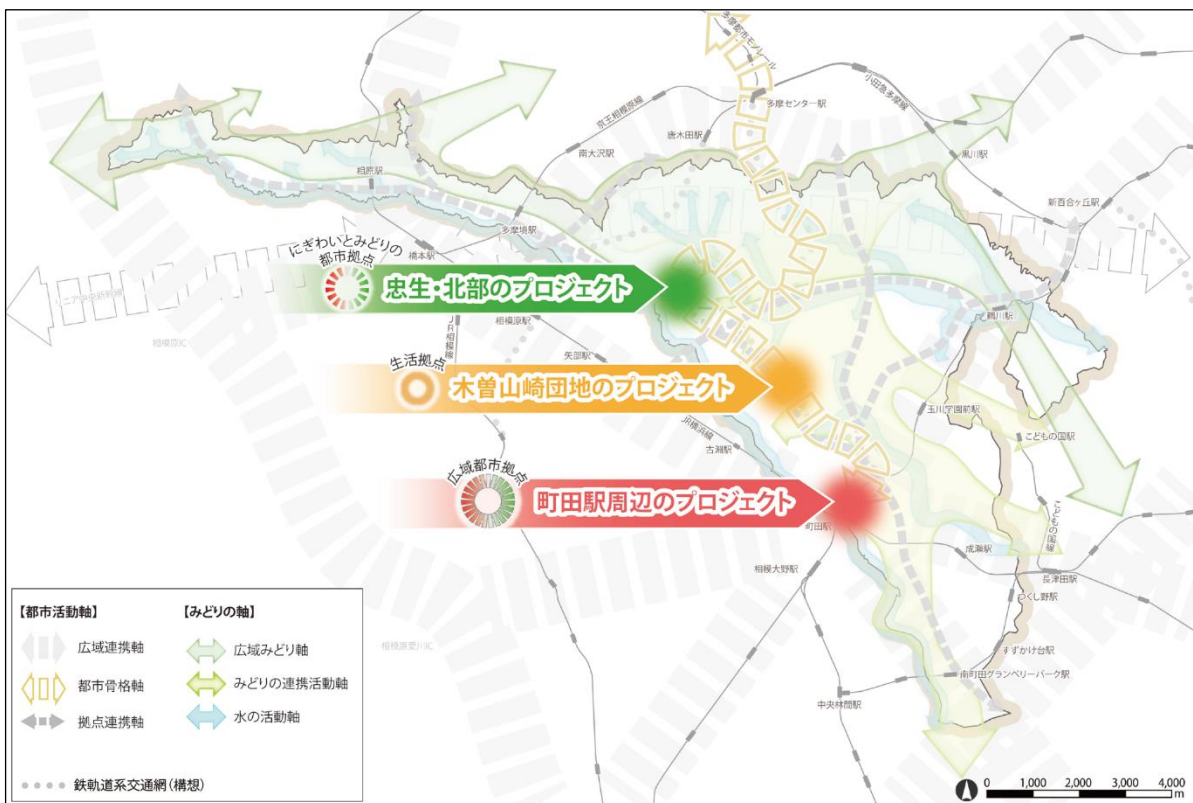 多摩都市モノレール
小田急多摩線
多摩センター駅
京王相模原線
唐木田駅
黒川駅
南大沢駅
相原駅
新百合ヶ丘駅
多摩境駅
にぎわいとみどりの
都市拠点
橋本駅
忠生・北部のプロジェクト
リニア中央新幹線
鶴川駅
相模原駅
相模原IC
JR相模線
矢部駅
生活拠点
木曽山崎団地のプロジェクト
玉川学園前駅
JR横浜線
古淵駅
こどもの国駅
広域都市拠点
町田駅周辺のプロジェクト
こどもの国線
町田駅
成瀬駅
相模大野駅
長津田駅
つくし野駅
【都市活動軸】
【みどりの軸】
広域連携軸
広域みどり軸
相模原愛川IC
すずかけ台駅
都市骨格軸
みどりの連携活動軸
南町田グランベリーパーク駅
拠点連携軸
水の活動軸
中央林間駅
鉄軌道系交通網(構想)
0 1,000 2,000 3,000 4,000
m